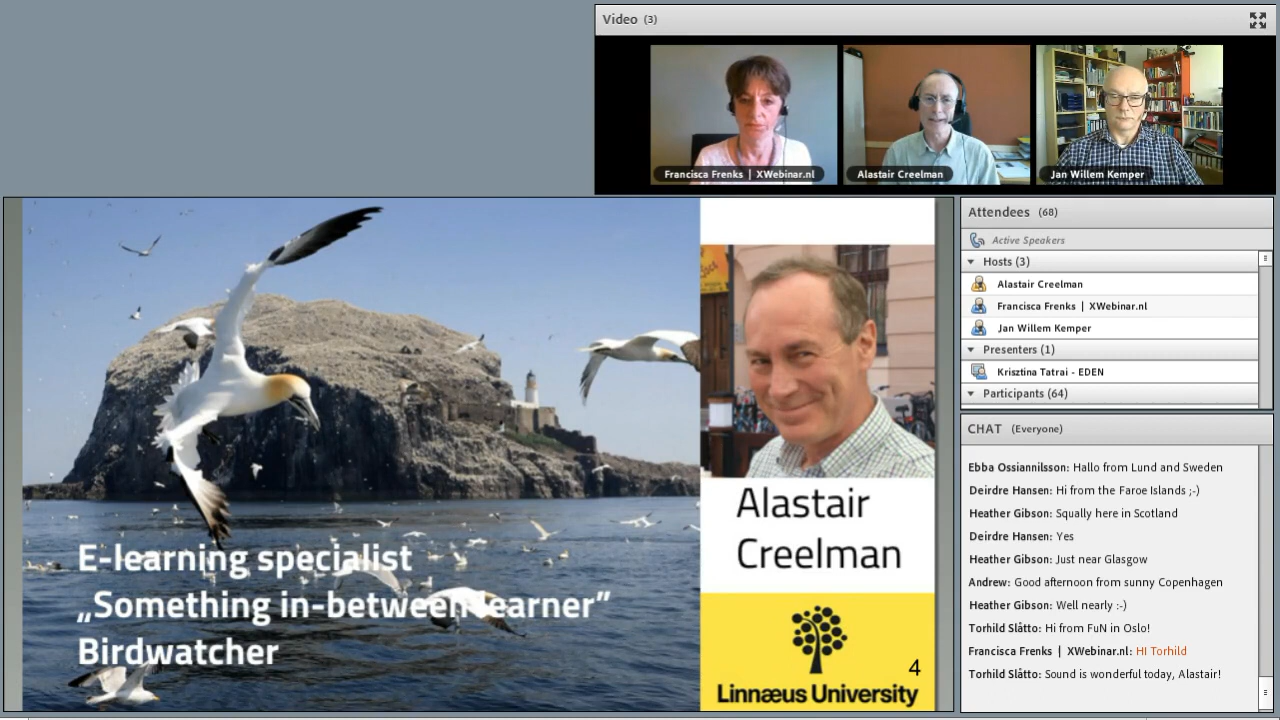 Video (3)
Francisca Frenks | XWebinar.nl
Alastair Creelman
Jan Willem Kemper
E-learning specialist
„Something in-between learner”
Birdwatcher
Alastair
Creelman
4
Linnæus University
Attendees (68)
Active Speakers
Hosts (3)
Alastair Creelman
Francisca Frenks | XWebinar.nl
Jan Willem Kemper
Presenters (1)
Krisztina Tatrai - EDEN
Participants (64)
CHAT (Everyone)
Ebba Ossiannilsson: Hallo from Lund and Sweden
Deirdre Hansen: Hi from the Faroe Islands ;-)
Heather Gibson: Squally here in Scotland
Deirdre Hansen: Yes
Heather Gibson: Just near Glasgow
Andrew: Good afternoon from sunny Copenhagen
Heather Gibson: Well nearly :-)
Torhild Slåtto: Hi from FuN in Oslo!
Francisca Frenks | XWebinar.nl: HI Torhild
Torhild Slåtto: Sound is wonderful today, Alastair!